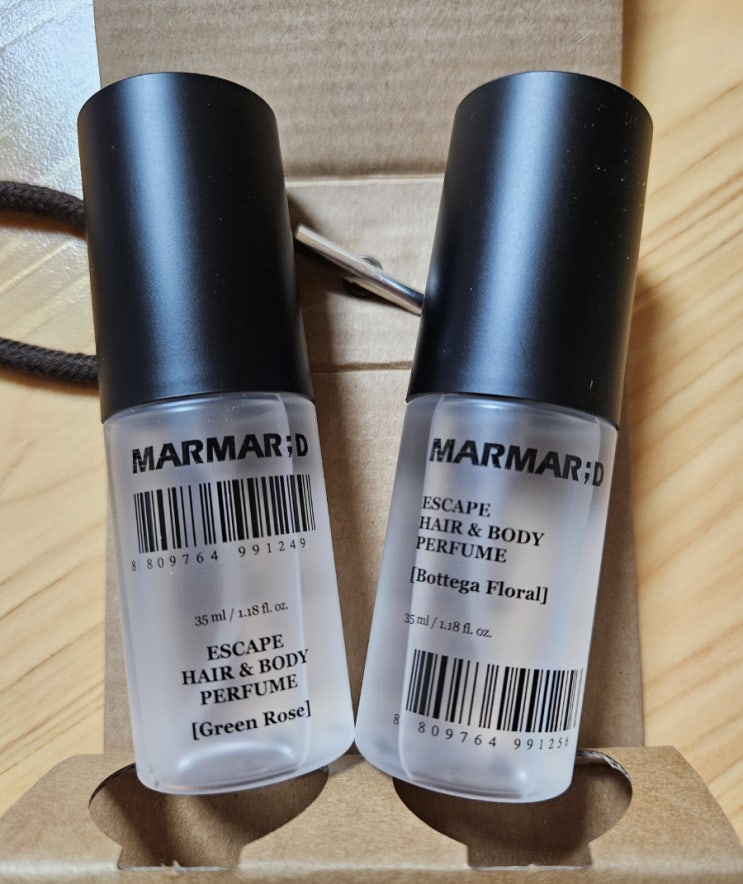 MARMAR;D
8 809764 991249
35 ml / 1.18 fl. oz.
ESCAPE
HAIR & BODY
PERFUME
[Green Rose]
MARMAR;D
ESCAPE
HAIR & BODY
PERFUME
[Bottega Floral]
35 ml / 1.18 fl. oz.
8 809764 991256